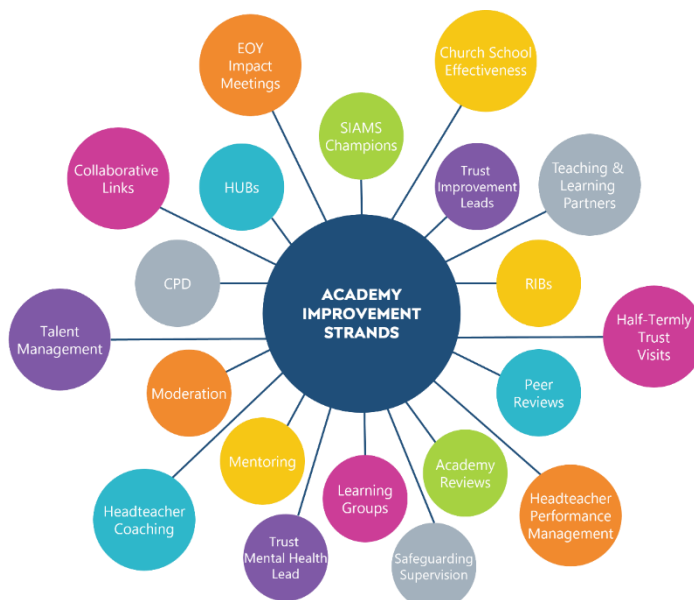 EOY
Impact
Meetings
Church School
Effectiveness
SIAMS
Champions
Collaborative
Links
HUBs
Trust
Improvement
Leads
Teaching &
Learning
Partners
CPD
ACADEMY
IMPROVEMENT
STRANDS
RIBs
Talent
Management
Half-Termly
Trust
Visits
Moderation
Peer
Reviews
Mentoring
Academy
Reviews
Learning
Groups
Headteacher
Coaching
Headteacher
Performance
Management
Trust
Mental Health
Lead
Safeguarding
Supervision